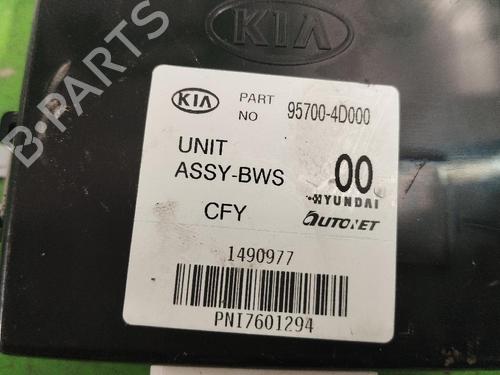 KIA
B-PARTS
KIA PART NO 95700-4D000
UNIT
ASSY-BWS
00
HYUNDAI
CFY
AUTONET
1490977
PNI7601294